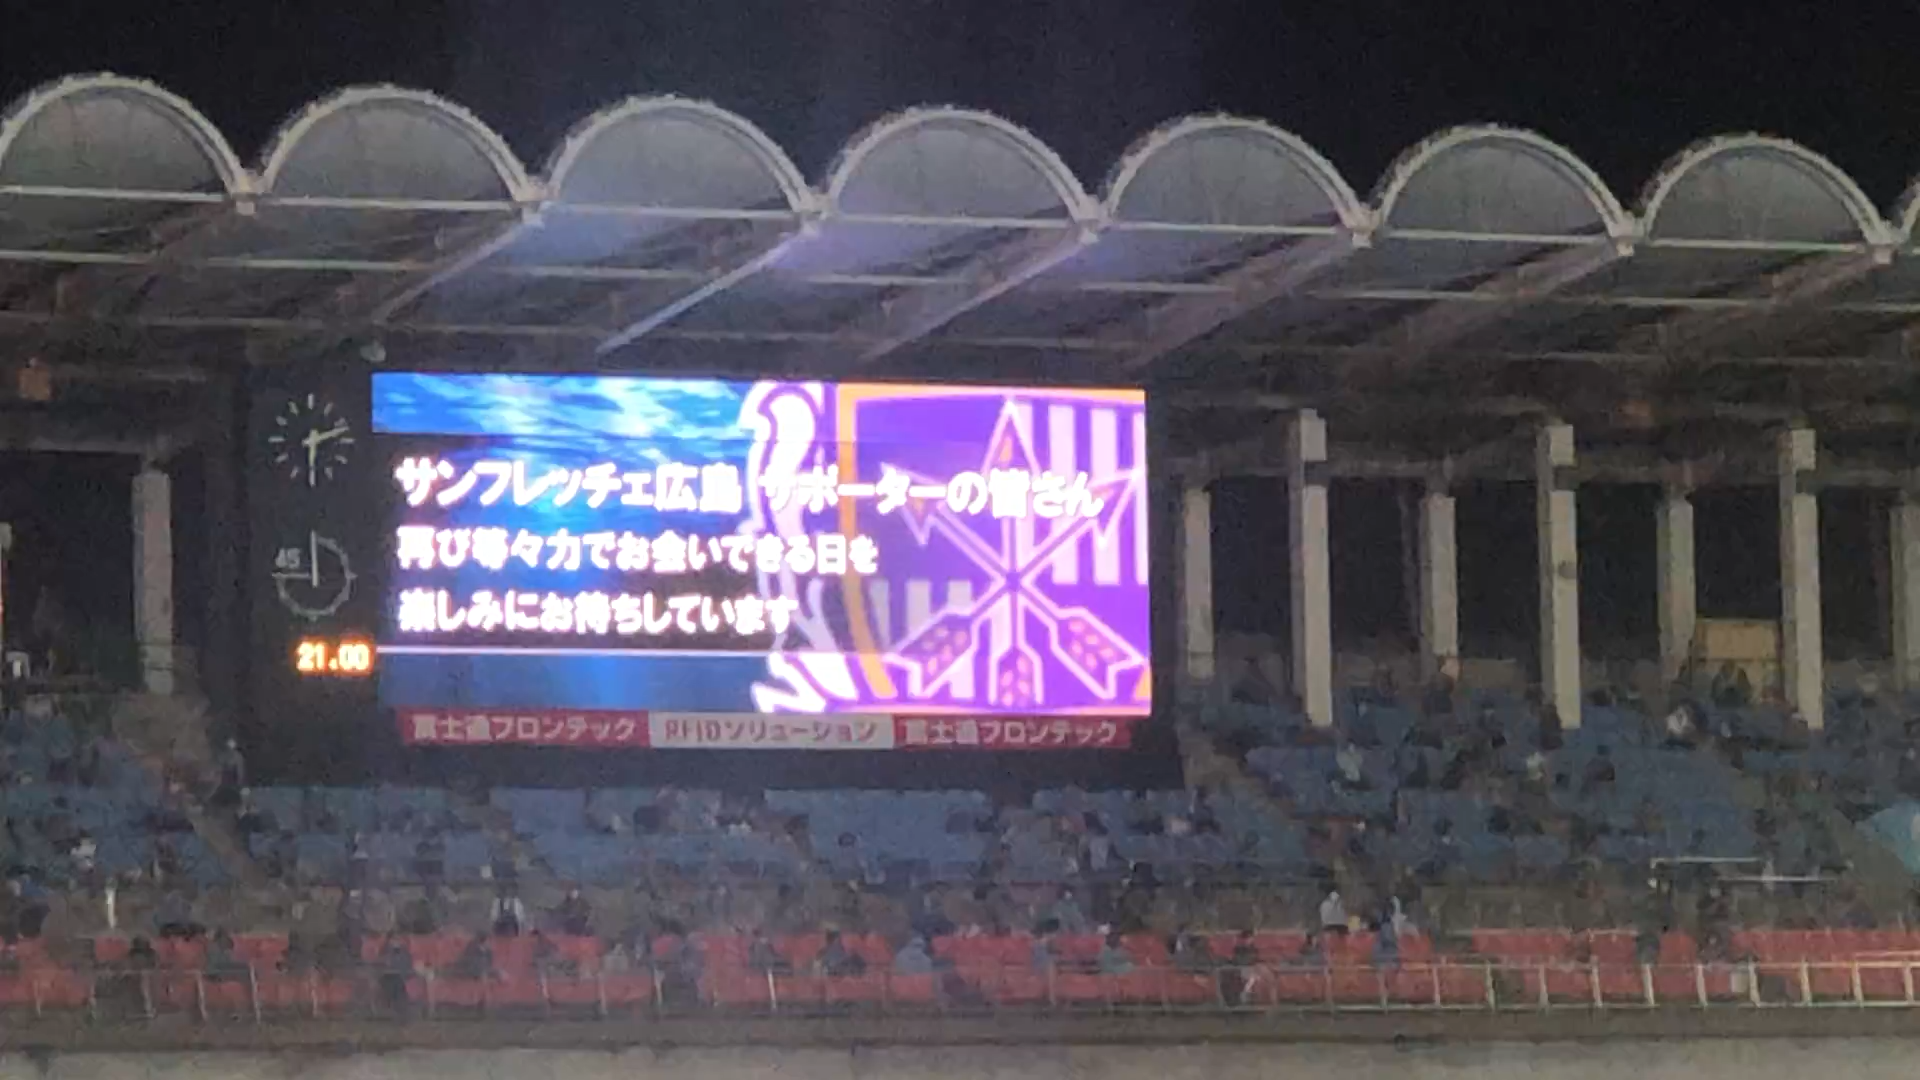 サンフレッチェ広島 サポーターの皆さん
再び等々力でお会いできる日を
楽しみにお待ちしています
45
21.00
富士通フロンテック RFIDソリューション 富士通フロンテック